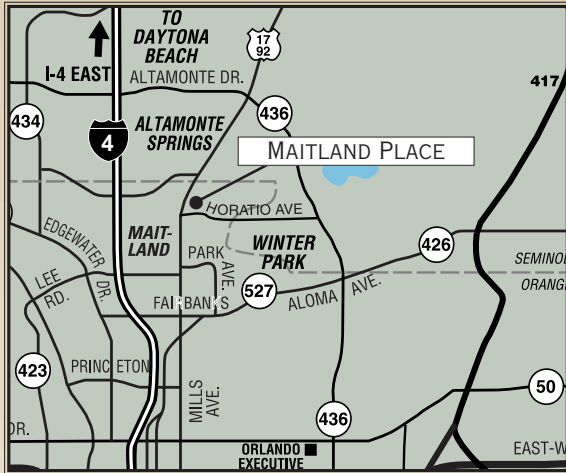 TO
DAYTONA
BEACH
17
92
I-4 EAST
ALTAMONTE DR.
417
434
436
ALTAMONTE
SPRINGS
4
MAITLAND PLACE
HORATIO AVE
EDGEWATER
DR.
MAIT-
LAND
PARK
AVE.
WINTER
PARK
426
SEMINO
ORANG
LEE
RD.
527
ALOMA AVE.
FAIRBANKS
423
PRINCETON
MILLS
AVE.
50
436
DR.
ORLANDO
EXECUTIVE
EAST-W